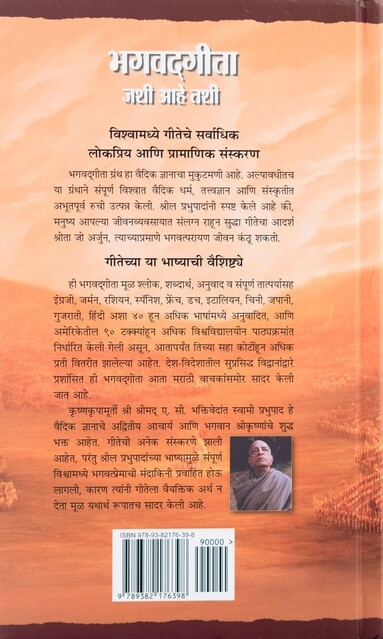 भगवद्गीता
जशी आहे तशी
विश्वामध्ये गीतेचे सर्वाधिक
लोकप्रिय आणि प्रामाणिक संस्करण
भगवद्गीता ग्रंथ हा वैदिक ज्ञानाचा मुकुटमणी आहे. अल्पावधीतच
या ग्रंथाने संपूर्ण विश्वात वैदिक धर्म, तत्त्वज्ञान आणि संस्कृतीत
अभूतपूर्व रुची उत्पन्न केली. श्रील प्रभुपादांनी स्पष्ट केले आहे की,
मनुष्य आपल्या जीवनव्यवसायात संलग्न राहून सुद्धा गीतेचा आदर्श
श्रोता जो अर्जुन, त्याच्याप्रमाणे भगवत्परायण जीवन कंठू शकतो.
गीतेच्या या भाष्याची वैशिष्ट्ये
ही भगवद्गीता मूळ श्लोक, शब्दार्थ, अनुवाद व संपूर्ण तात्पर्यासह
इंग्रजी, जर्मन, रशियन, स्पॅनिश, फ्रेंच, डच, इटालियन, चिनी, जपानी,
गुजराती, हिंदी अशा ४० हून अधिक भाषांमध्ये अनुवादित, आणि
अमेरिकेतील ९० टक्क्यांहून अधिक विश्वविद्यालयीन पाठ्यक्रमांत
निर्धारित केली गेली असून, आतापर्यंत तिच्या सहा कोटींहून अधिक
प्रती वितरीत झालेल्या आहेत. देश-विदेशातील सुप्रसिद्ध विद्वानांद्वारे
प्रशंसित ही भगवद्गीता आता मराठी वाचकांसमोर सादर केली
जात आहे.
कृष्णकृपामूर्ती श्री श्रीमद् ए. सी. भक्तिवेदांत स्वामी प्रभुपाद हे
वैदिक ज्ञानाचे अद्वितीय आचार्य आणि भगवान श्रीकृष्णांचे शुद्ध
भक्त आहेत. गीतेची अनेक संस्करणे झाली
आहेत, परंतु श्रील प्रभुपादांच्या भाष्यामुळे संपूर्ण
विश्वामध्ये भगवत्प्रेमाची मंदाकिनी प्रवाहित होऊ
लागली, कारण त्यांनी गीतेला वैयक्तिक अर्थ न
देता मूळ यथार्थ रूपातच सादर केली आहे.
ISBN 978-93-82176-39-8
90000 >
9 789382 176398